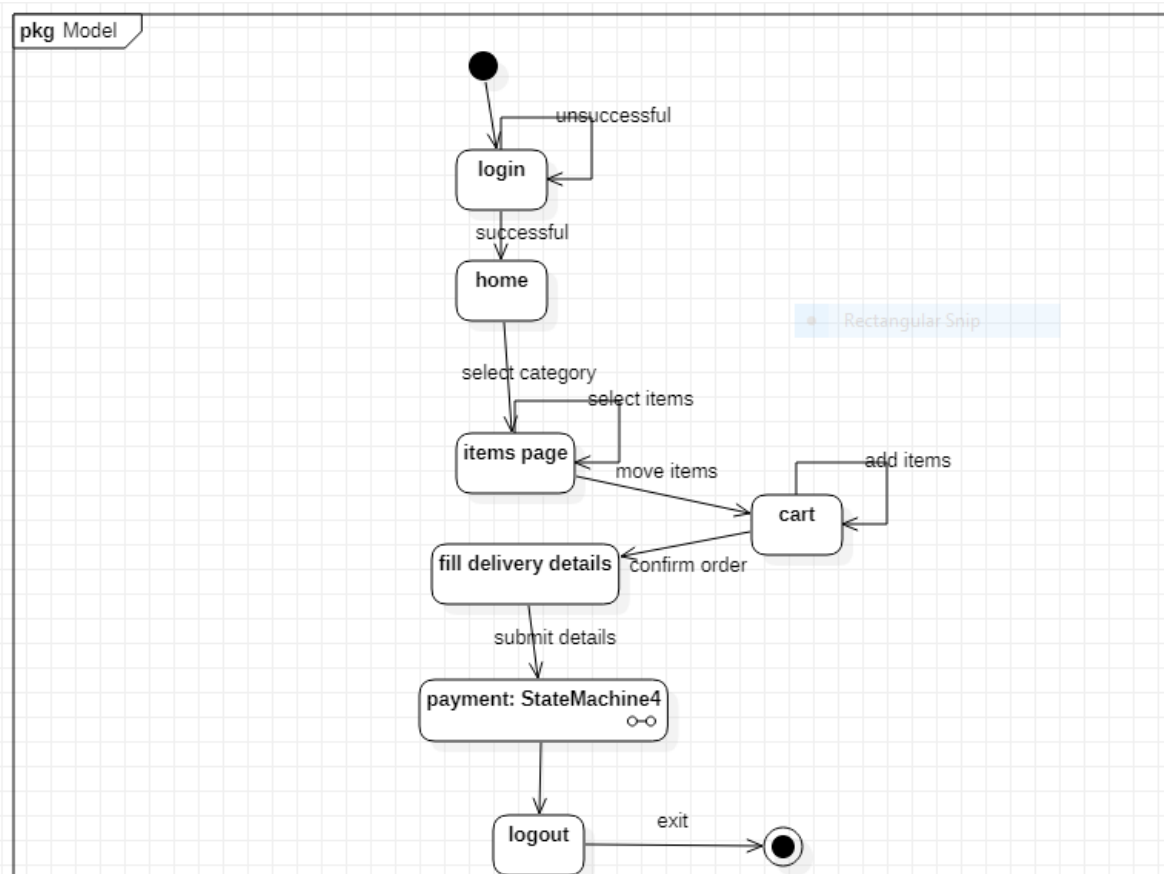 pkg Model
unsuccessful
login
successful
home
Rectangular Snip
select category
select items
items page
move items
add items
cart
fill delivery details
confirm order
submit details
payment: StateMachine4
logout
exit